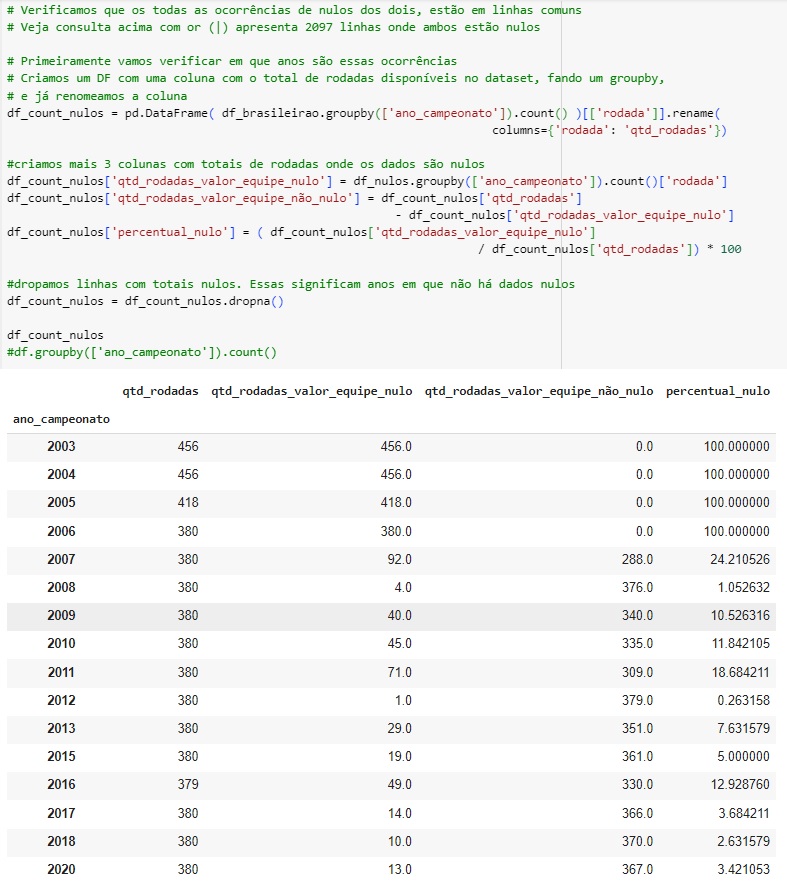 # Verificamos que os todas as ocorrências de nulos dos dois, estão em linhas comuns
# Veja consulta acima com or (|) apresenta 2097 linhas onde ambos estão nulos
# Primeiramente vamos verificar em que anos são essas ocorrências
# Criamos um DF com uma coluna com o total de rodadas disponíveis no dataset, fando um groupby,
# e já renomeamos a coluna
df_count_nulos = pd.DataFrame( df_brasileirao.groupby(['ano_campeonato']).count() )[['rodada']].rename(
columns={'rodada': 'qtd_rodadas'})
#criamos mais 3 colunas com totais de rodadas onde os dados são nulos
df_count_nulos['qtd_rodadas_valor_equipe_nulo'] = df_nulos.groupby(['ano_campeonato']).count()['rodada']
df_count_nulos['qtd_rodadas_valor_equipe_não_nulo'] = df_count_nulos['qtd_rodadas']
- df_count_nulos['qtd_rodadas_valor_equipe_nulo']
df_count_nulos['percentual_nulo'] = ( df_count_nulos['qtd_rodadas_valor_equipe_nulo']
/ df_count_nulos['qtd_rodadas']) * 100
#dropamos linhas com totais nulos. Essas significam anos em que não há dados nulos
df_count_nulos = df_count_nulos.dropna()
df_count_nulos
#df.groupby(['ano_campeonato']).count()
qtd_rodadas qtd_rodadas_valor_equipe_nulo qtd_rodadas_valor_equipe_não_nulo percentual_nulo
ano_campeonato
2003 456 456.0 0.0 100.000000
2004 456 456.0 0.0 100.000000
2005 418 418.0 0.0 100.000000
2006 380 380.0 0.0 100.000000
2007 380 92.0 288.0 24.210526
2008 380 4.0 376.0 1.052632
2009 380 40.0 340.0 10.526316
2010 380 45.0 335.0 11.842105
2011 380 71.0 309.0 18.684211
2012 380 1.0 379.0 0.263158
2013 380 29.0 351.0 7.631579
2015 380 19.0 361.0 5.000000
2016 379 49.0 330.0 12.928760
2017 380 14.0 366.0 3.684211
2018 380 10.0 370.0 2.631579
2020 380 13.0 367.0 3.421053